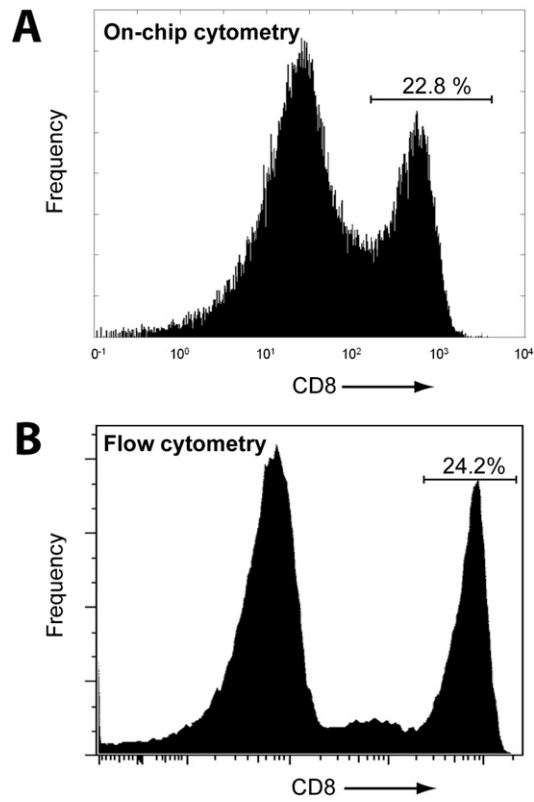 A
On-chip cytometry
22.8 %
Frequency
0-1 10⁰ 10¹ 10² 10³ 10⁴
CD8
B
Flow cytometry
24.2%
Frequency
CD8